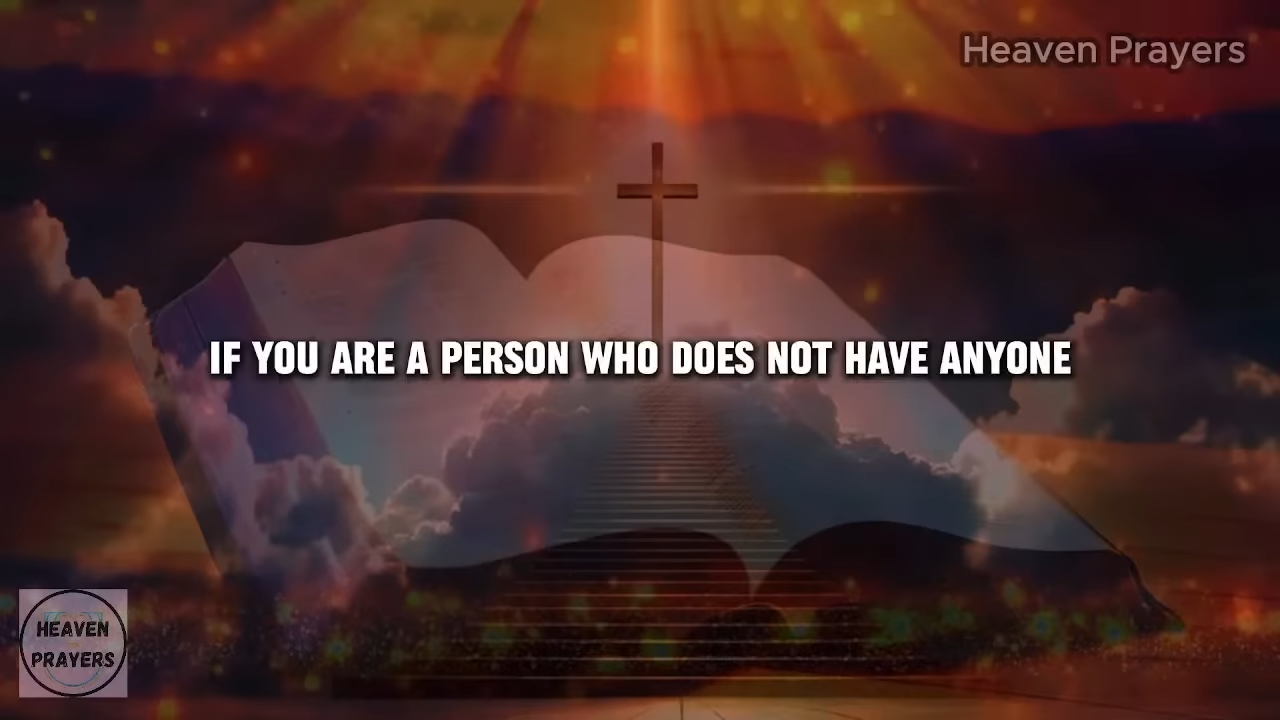 Heaven Prayers
IF YOU ARE A PERSON WHO DOES NOT HAVE ANYONE
HEAVEN
PRAYERS